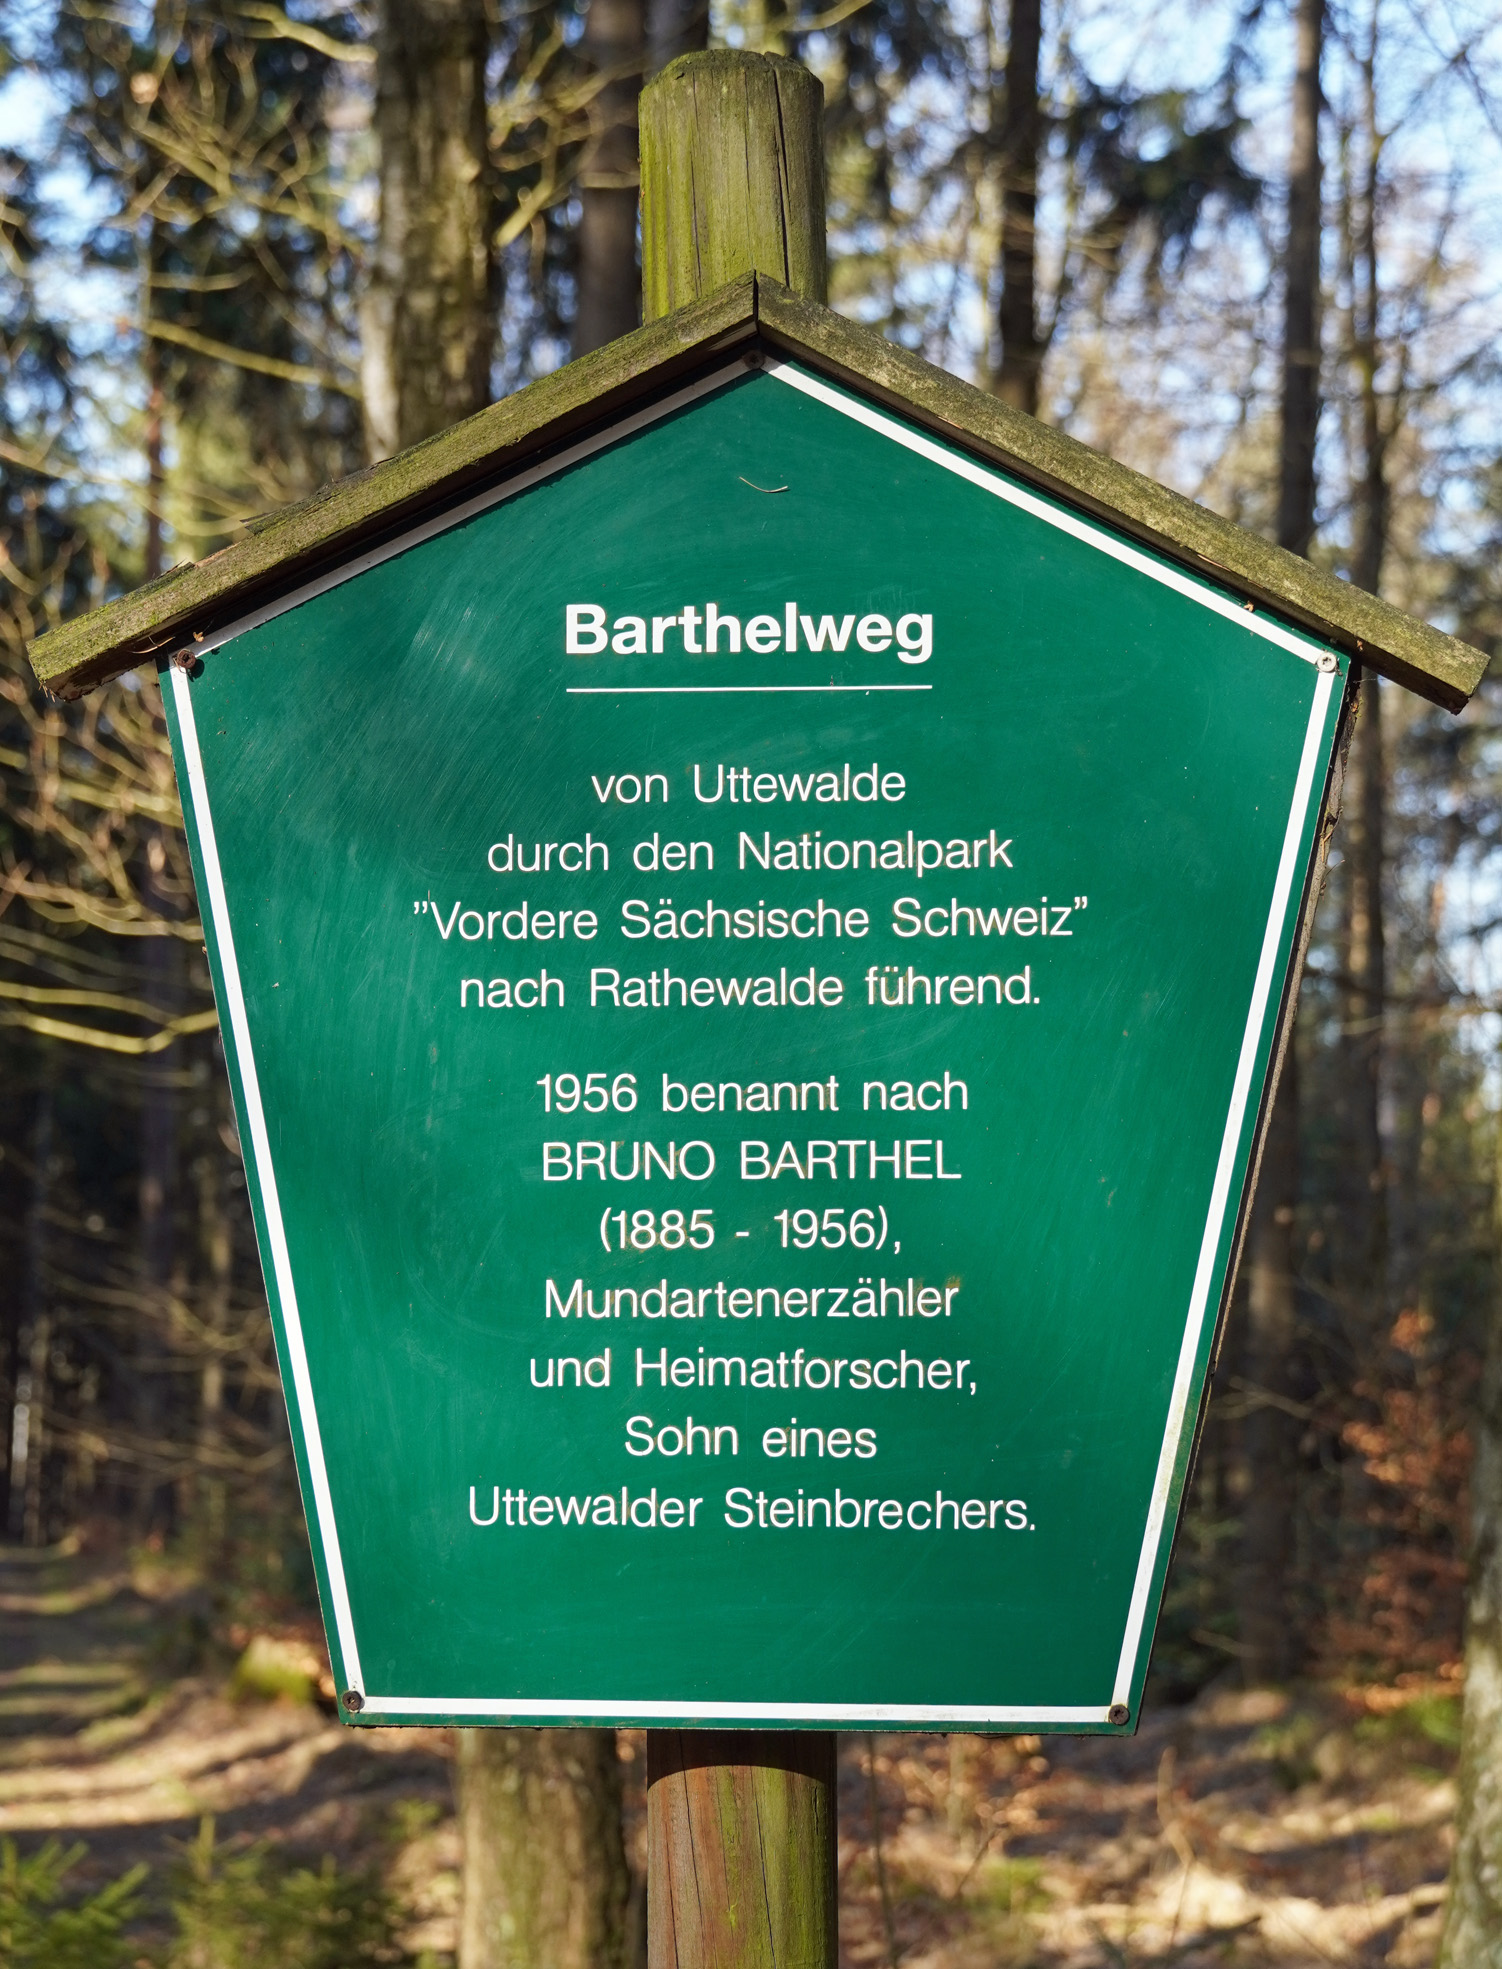 Barthelweg
von Uttewalde
durch den Nationalpark
”Vordere Sächsische Schweiz”
nach Rathewalde führend.
1956 benannt nach
BRUNO BARTHEL
(1885 - 1956),
Mundartenerzähler
und Heimatforscher,
Sohn eines
Uttewalder Steinbrechers.